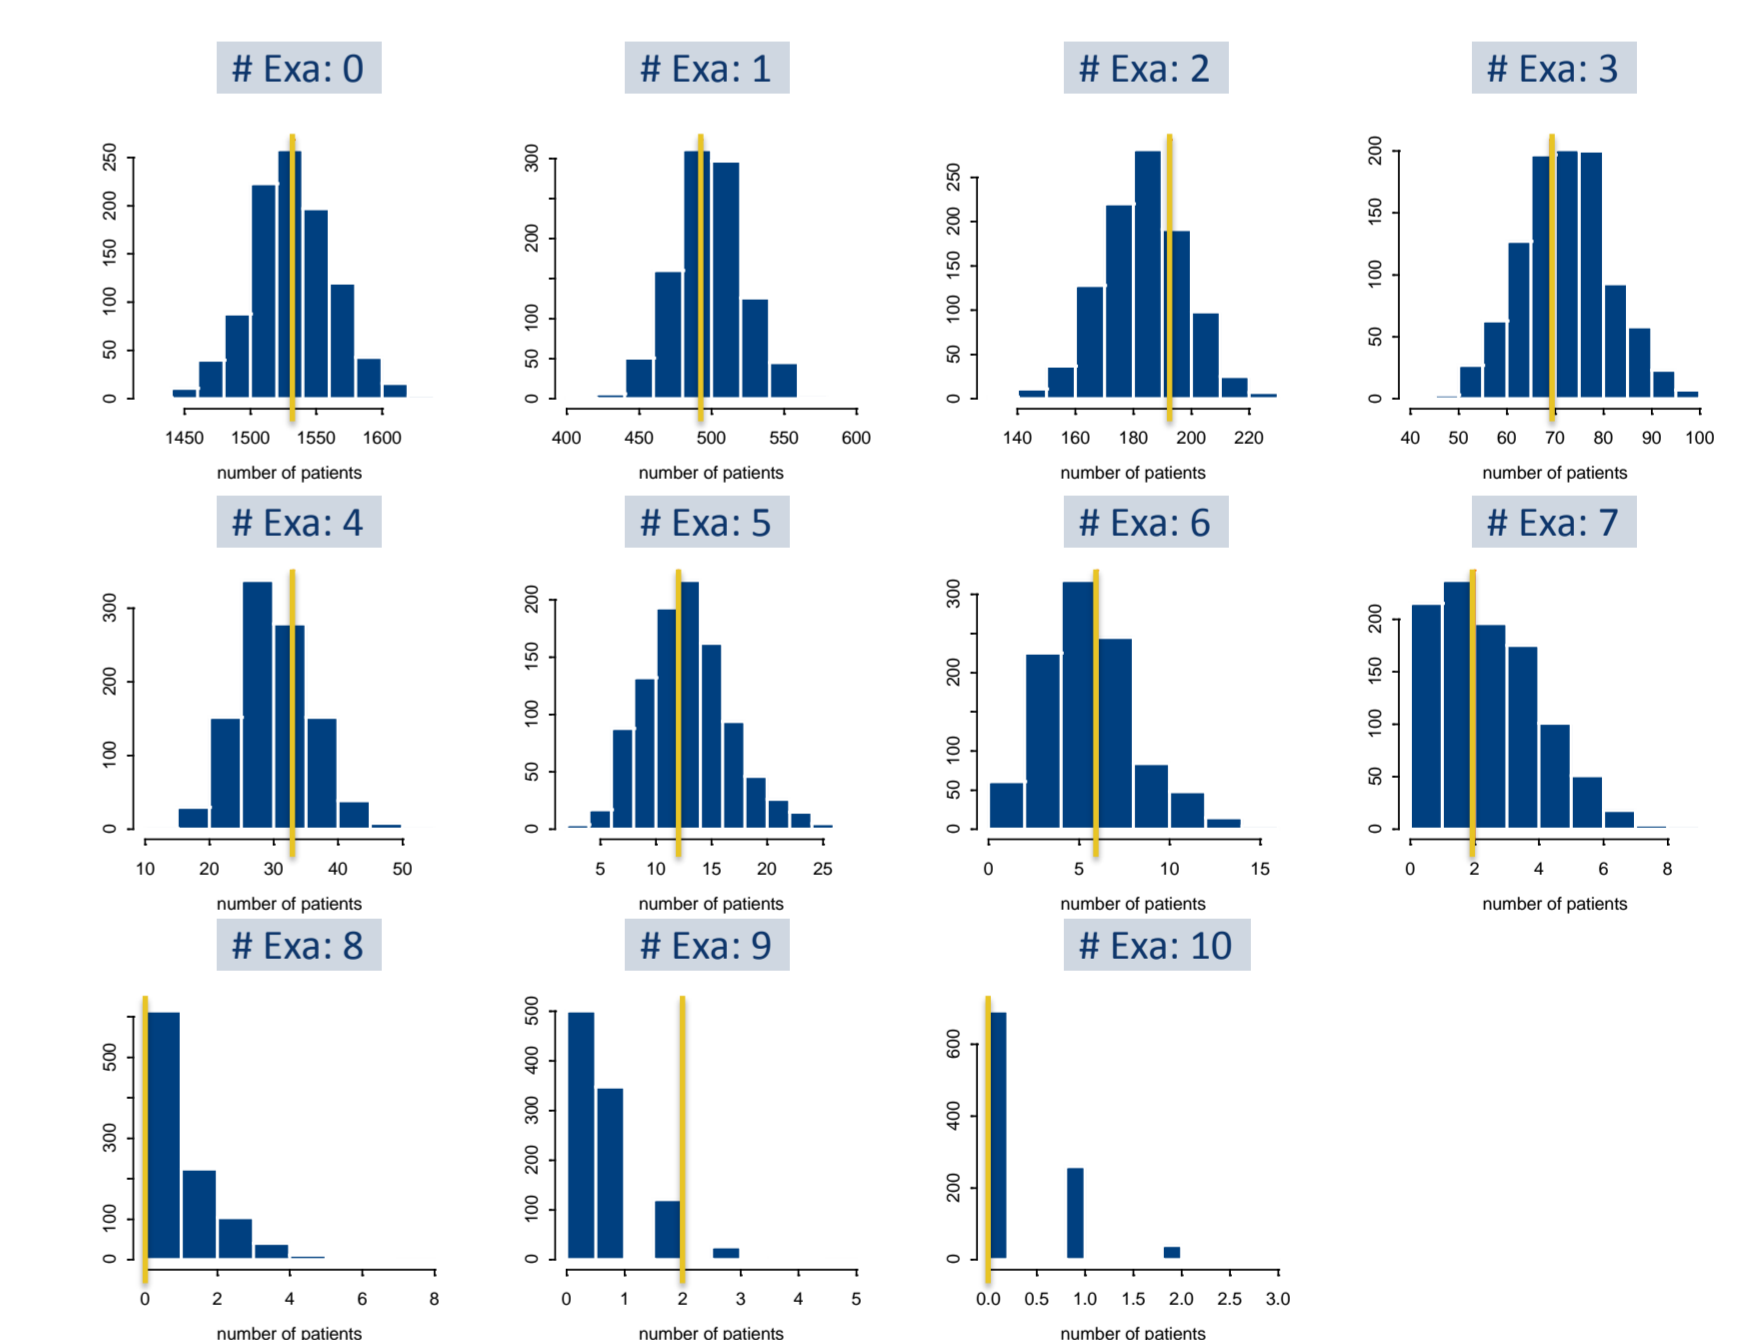 # Exa: 0
# Exa: 1
# Exa: 2
# Exa: 3
0 50 100 150 200 250
1450 1500 1550 1600
number of patients
0 50 100 200 300
400 450 500 550 600
number of patients
0 50 100 150 200 250
140 160 180 200 220
number of patients
0 50 100 150 200
40 50 60 70 80 90 100
number of patients
# Exa: 4
# Exa: 5
# Exa: 6
# Exa: 7
0 100 200 300
10 20 30 40 50
number of patients
0 50 100 150 200
5 10 15 20 25
number of patients
0 50 100 200 300
0 5 10 15
number of patients
0 50 100 150 200
0 2 4 6 8
number of patients
# Exa: 8
# Exa: 9
# Exa: 10
0 100 300 500
0 2 4 6 8
number of patients
0 100 200 300 400 500
0 1 2 3 4 5
number of patients
0 200 400 600
0.0 0.5 1.0 1.5 2.0 2.5 3.0
number of patients